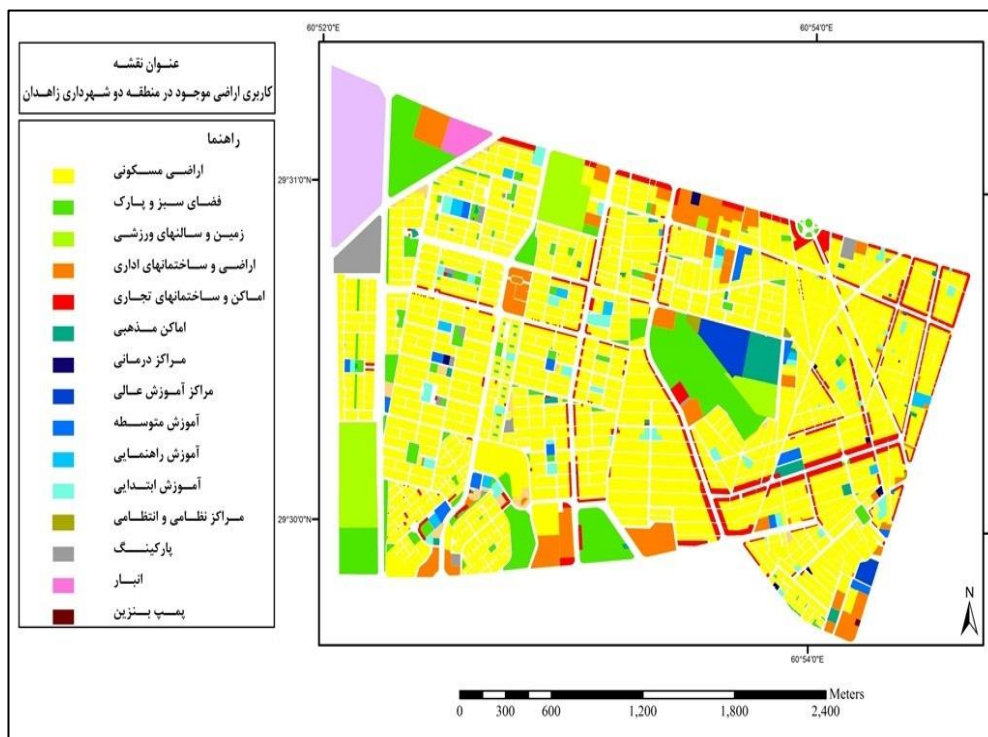 عنوان نقشه
کاربری اراضی موجود در منطقه دو شهرداری زاهدان
راهنما
اراضی مسکونی
فضای سبز و پارک
زمین و سالنهای ورزشی
اراضی و ساختمانهای اداری
اماکن و ساختمانهای تجاری
اماکن مذهبی
مراکز درمانی
مراکز آموزش عالی
آموزش متوسطه
آموزش راهنمایی
آموزش ابتدایی
مراکز نظامی و انتظامی
پارکینگ
انبار
پمپ بنزین
60°52'0"E
60°54'0"E
29°31'0"N
29°30'0"N
N
60°54'0"E
Meters
0 300 600 1,200 1,800 2,400